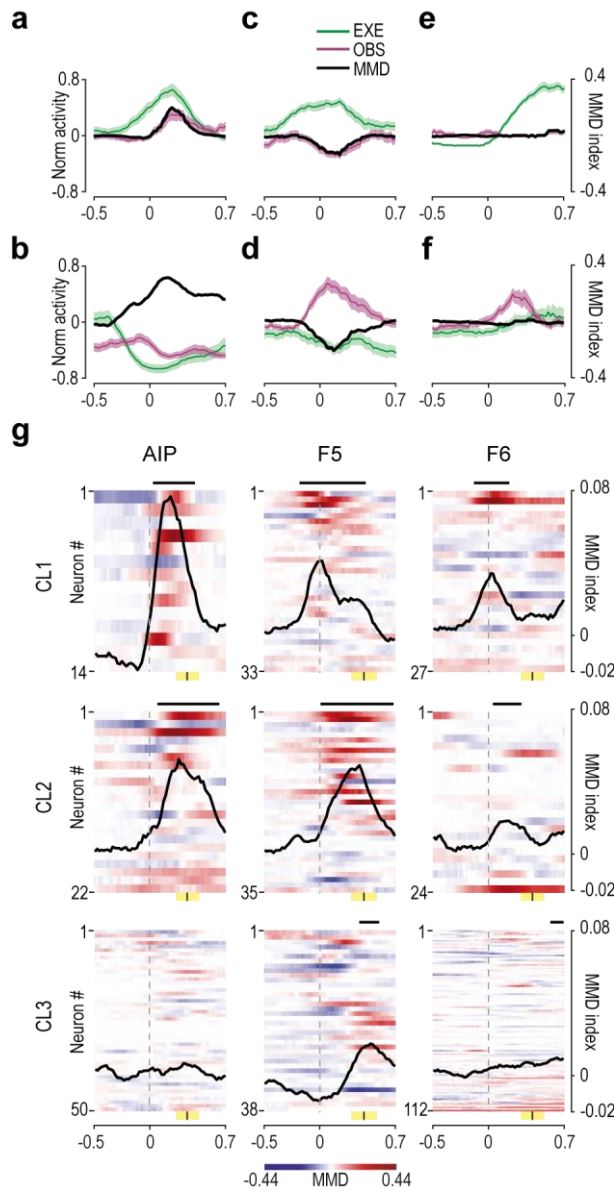 a c e
EXE
OBS
MMD
0.8 0.4
Norm activity MMD index
0
-0.8 -0.4
-0.5 0 0.7 -0.5 0 0.7 -0.5 0 0.7
b d f
0.8 0.4
Norm activity MMD index
0
-0.8 -0.4
-0.5 0 0.7 -0.5 0 0.7 -0.5 0 0.7
g
AIP F5 F6
1 1 1 0.08
CL1 Neuron # MMD index
0
14 33 27 -0.02
1 1 1 0.08
CL2 Neuron # MMD index
0
22 35 24 -0.02
1 1 1 0.08
CL3 Neuron # MMD index
0
50 38 112 -0.02
-0.5 0 0.7 -0.5 0 0.7 -0.5 0 0.7
-0.44 MMD 0.44